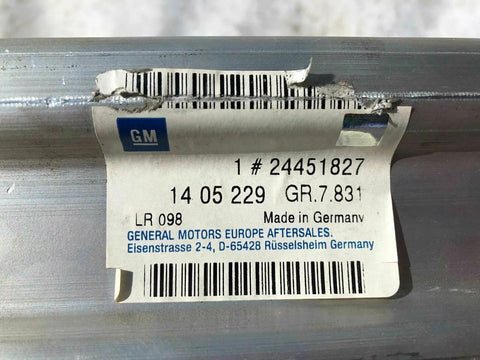 GM
1 # 24451827
14 05 229 GR.7.831
LR 098 Made in Germany
GENERAL MOTORS EUROPE AFTERSALES.
Eisenstrasse 2-4, D-65428 Rüsselsheim Germany